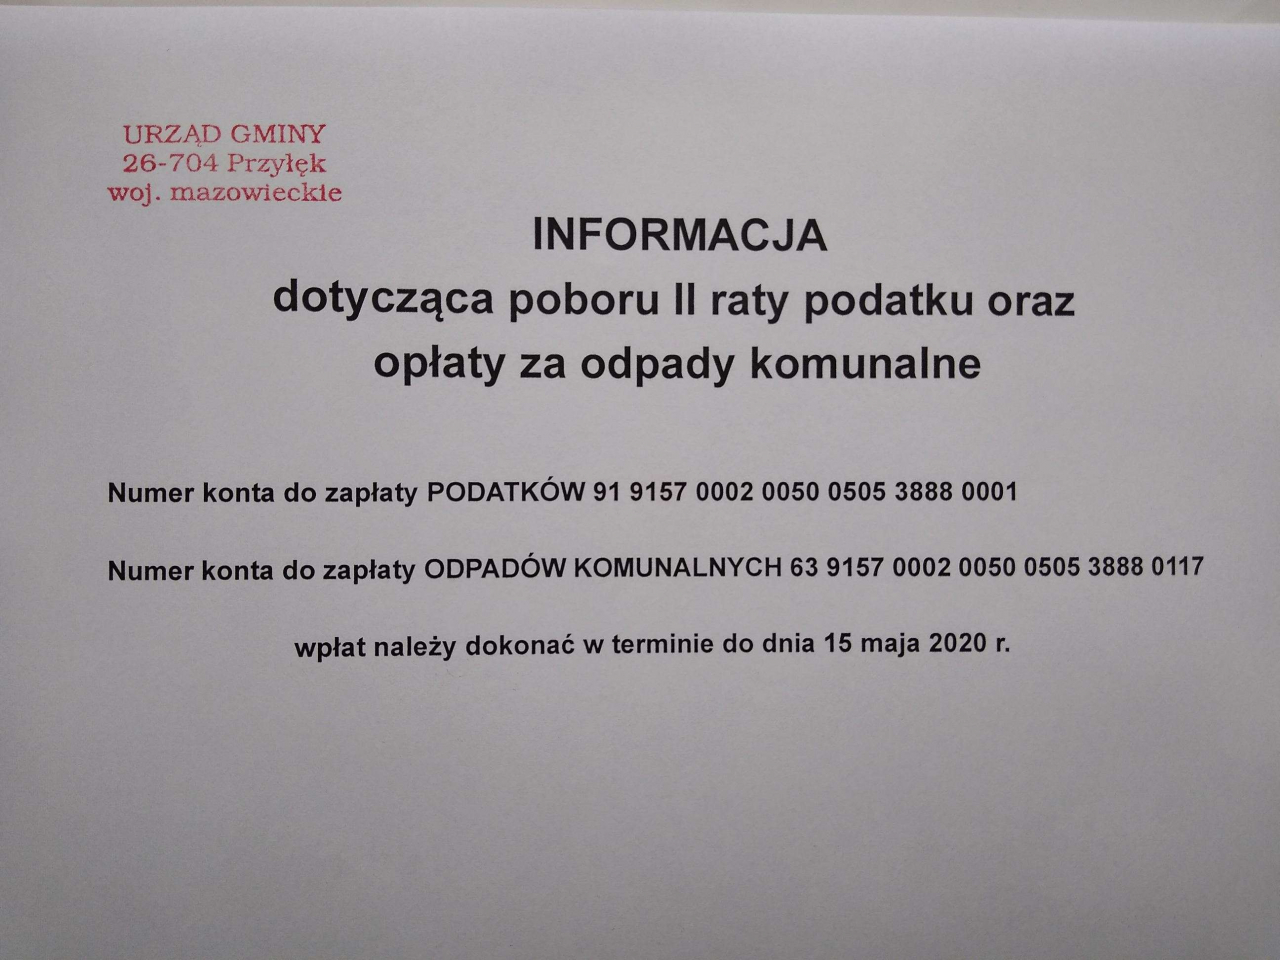 URZĄD GMINY
26-704 Przyłęk
woj. mazowieckie
INFORMACJA
dotycząca poboru II raty podatku oraz
opłaty za odpady komunalne
Numer konta do zapłaty PODATKÓW 91 9157 0002 0050 0505 3888 0001
Numer konta do zapłaty ODPADÓW KOMUNALNYCH 63 9157 0002 0050 0505 3888 0117
wpłat należy dokonać w terminie do dnia 15 maja 2020 r.